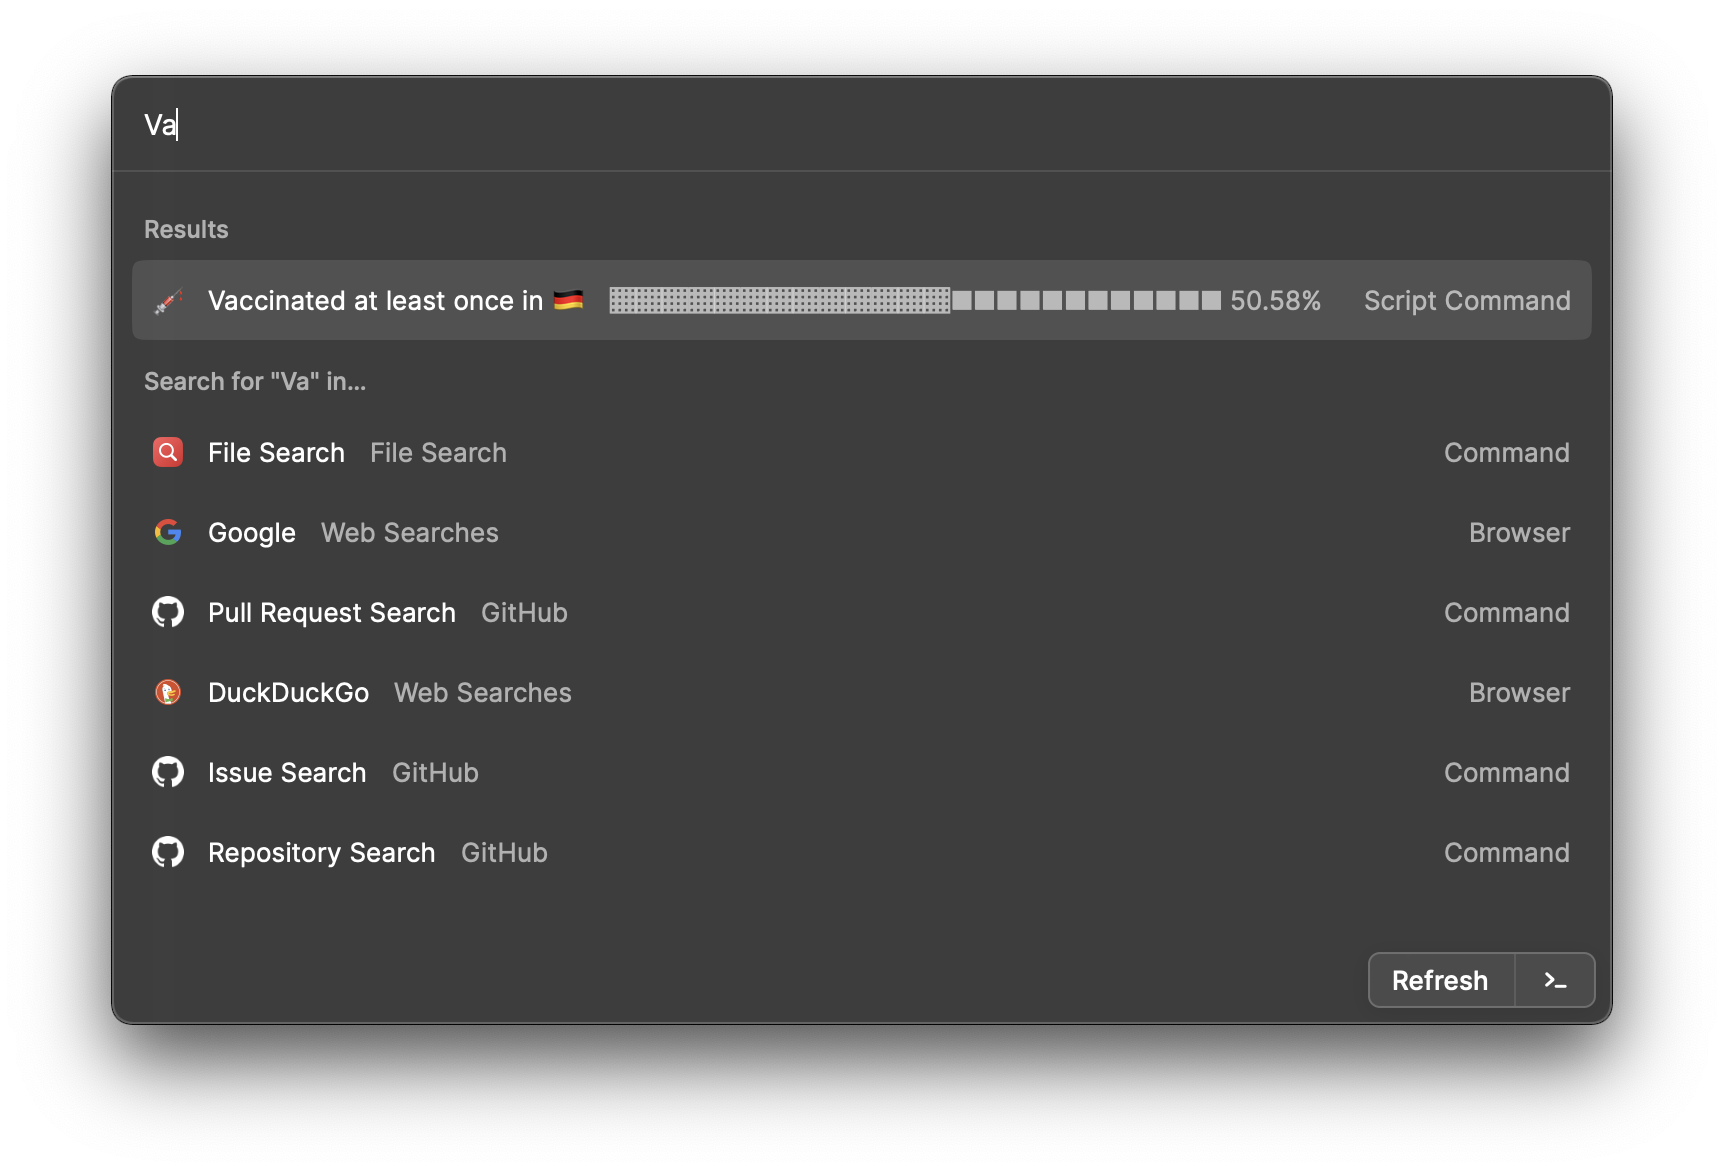 Va
Results
Vaccinated at least once in 🇩🇪 ▓▓▓▓▓▓▓▓▓▓▓▓▓▓▓■■■■■■■■■■■■ 50.58% Script Command
Search for "Va" in...
File Search File Search Command
Google Web Searches Browser
Pull Request Search GitHub Command
DuckDuckGo Web Searches Browser
Issue Search GitHub Command
Repository Search GitHub Command
Refresh >_